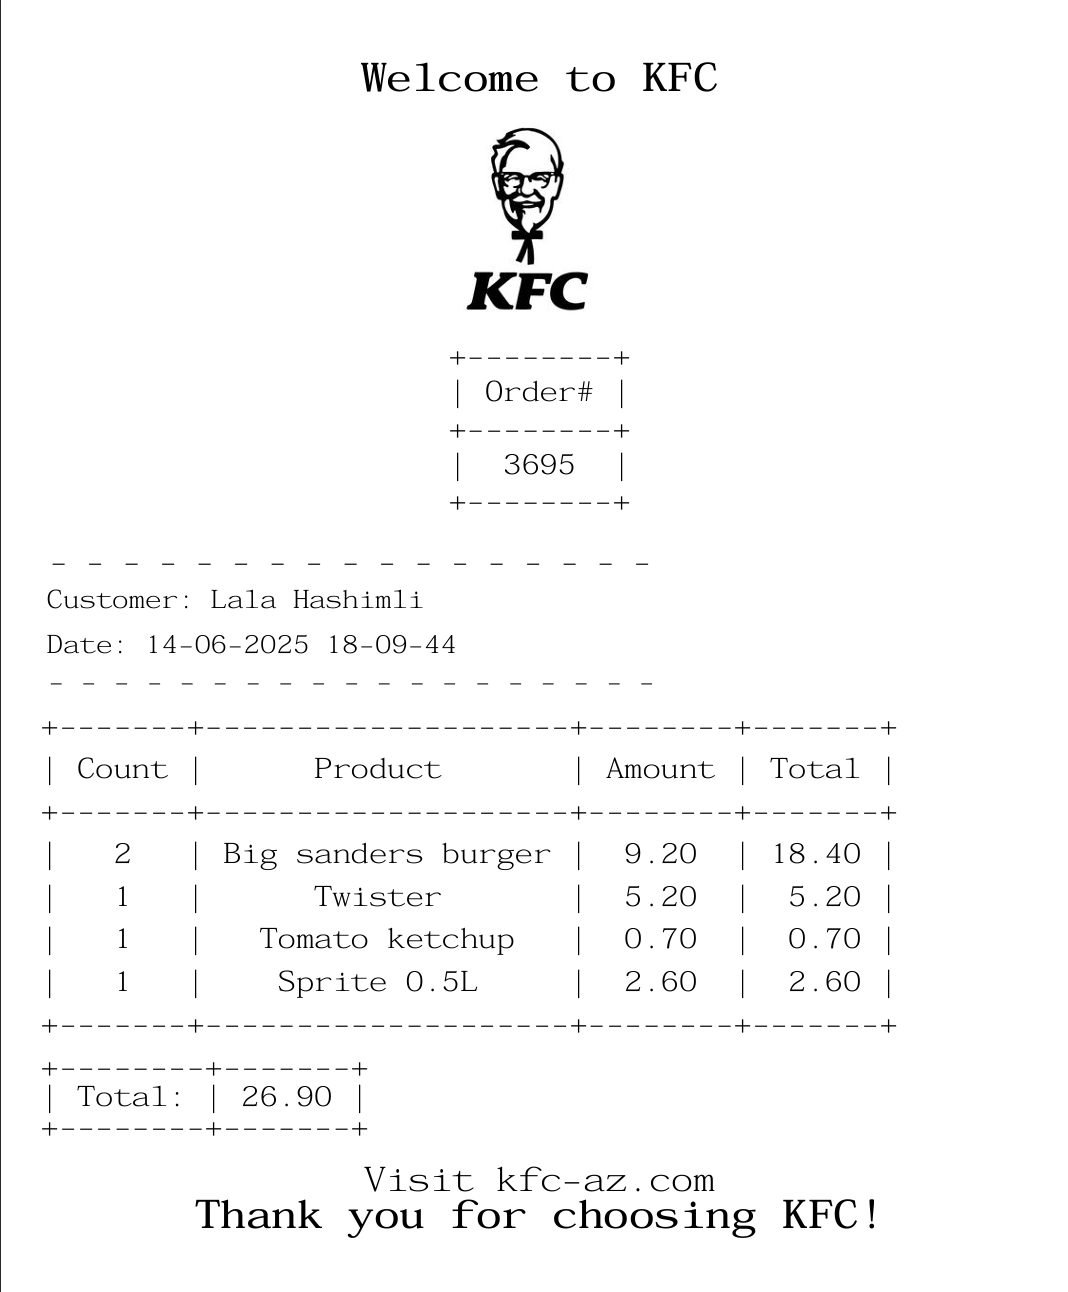 Welcome to KFC
KFC
+--------+
| Order# |
+--------+
|  3695  |
+--------+
- - - - - - - - - - - - - - - - -
Customer: Lala Hashimli
Date: 14-06-2025 18-09-44
- - - - - - - - - - - - - - - - - - -
+-------+--------------------+--------+-------+
| Count |      Product       | Amount | Total |
+-------+--------------------+--------+-------+
|   2   | Big sanders burger |  9.20  | 18.40 |
|   1   |      Twister       |  5.20  |  5.20 |
|   1   |   Tomato ketchup   |  0.70  |  0.70 |
|   1   |    Sprite 0.5L     |  2.60  |  2.60 |
+-------+--------------------+--------+-------+
+--------+-------+
| Total: | 26.90 |
+--------+-------+
Visit kfc-az.com
Thank you for choosing KFC!